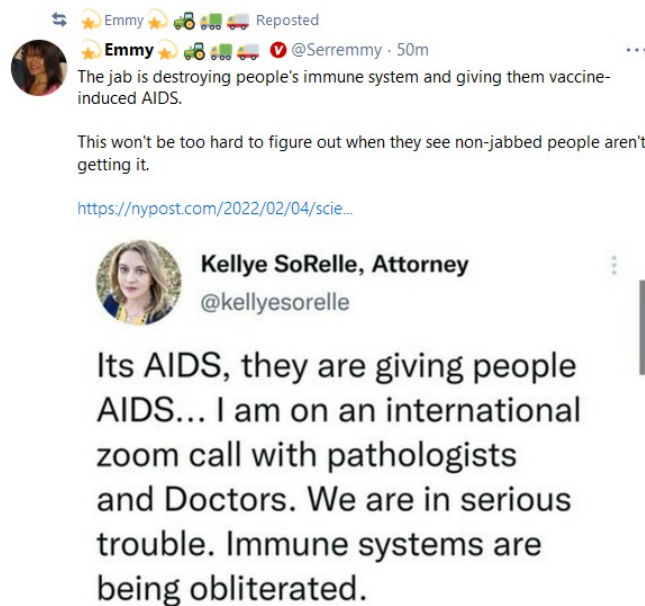 Emmy Reposted
Emmy @Serremmy · 50m
The jab is destroying people's immune system and giving them vaccine-
induced AIDS.
This won't be too hard to figure out when they see non-jabbed people aren't
getting it.
https://nypost.com/2022/02/04/scie...
Kellye SoRelle, Attorney
@kellyesorelle
Its AIDS, they are giving people
AIDS... I am on an international
zoom call with pathologists
and Doctors. We are in serious
trouble. Immune systems are
being obliterated.